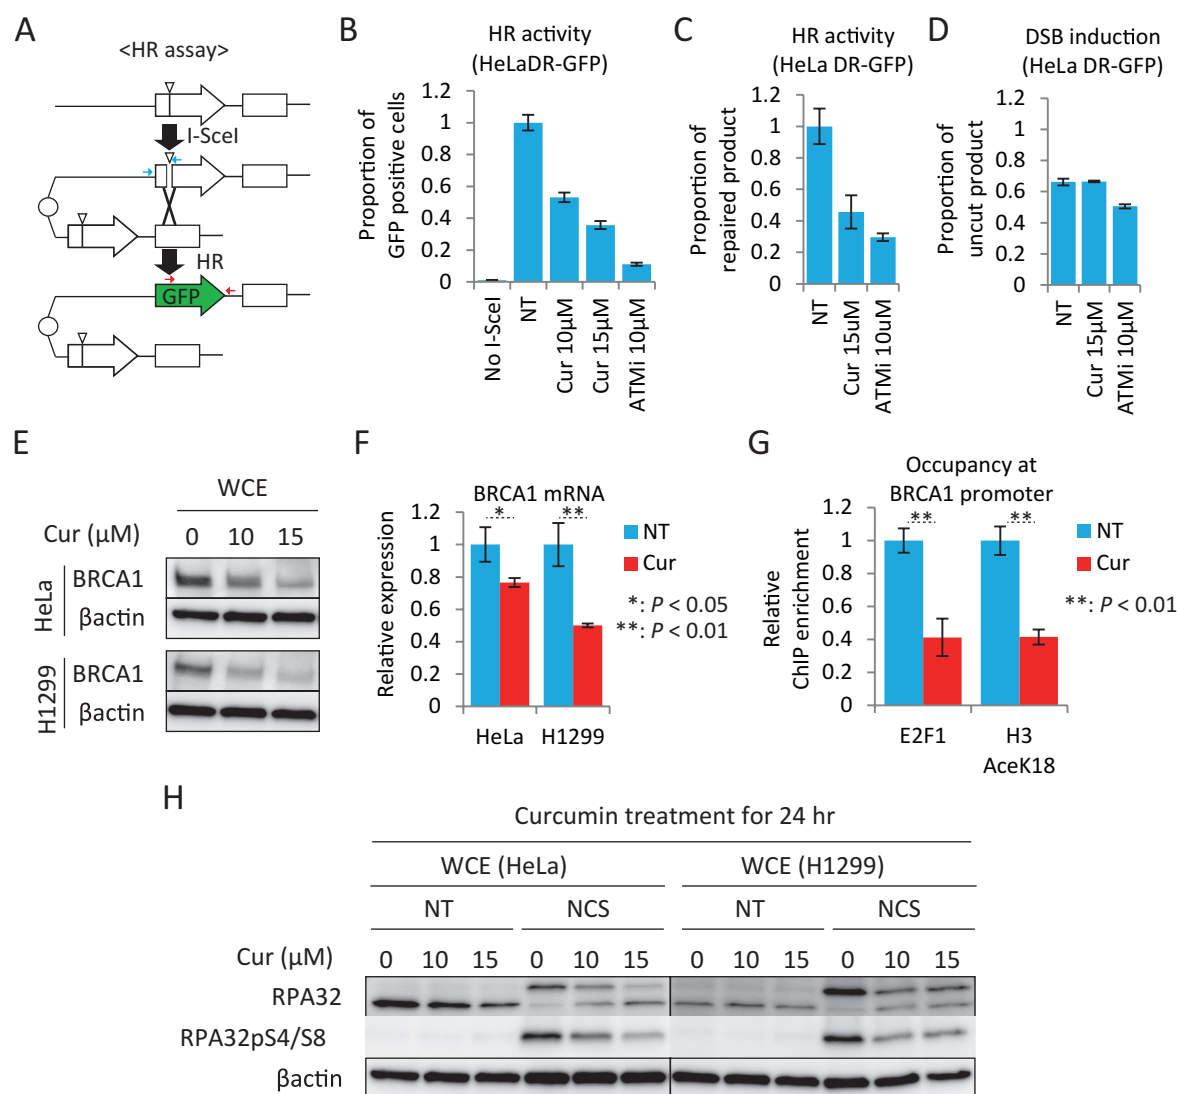 A
<HR assay>
I-SceI
HR
GFP
B
HR activity
(HeLaDR-GFP)
Proportion of
GFP positive cells
1.2
1
0.8
0.6
0.4
0.2
0
No I-SceI
NT
Cur 10μM
Cur 15μM
ATMi 10μM
C
HR activity
(HeLa DR-GFP)
Proportion of
repaired product
1.2
1
0.8
0.6
0.4
0.2
0
NT
Cur 15uM
ATMi 10uM
D
DSB induction
(HeLa DR-GFP)
Proportion of
uncut product
1.2
1
0.8
0.6
0.4
0.2
0
NT
Cur 15μM
ATMi 10μM
E
WCE
Cur (μM) 0 10 15
HeLa
BRCA1
βactin
H1299
BRCA1
βactin
F
BRCA1 mRNA
Relative expression
1.2
1
0.8
0.6
0.4
0.2
0
* **
HeLa H1299
NT
Cur
*: P < 0.05
**: P < 0.01
G
Occupancy at
BRCA1 promoter
Relative
ChIP enrichment
1.2
1
0.8
0.6
0.4
0.2
0
** **
E2F1 H3
AceK18
NT
Cur
**: P < 0.01
H
Curcumin treatment for 24 hr
WCE (HeLa) WCE (H1299)
NT NCS NT NCS
Cur (μM) 0 10 15 0 10 15 0 10 15 0 10 15
RPA32
RPA32pS4/S8
βactin